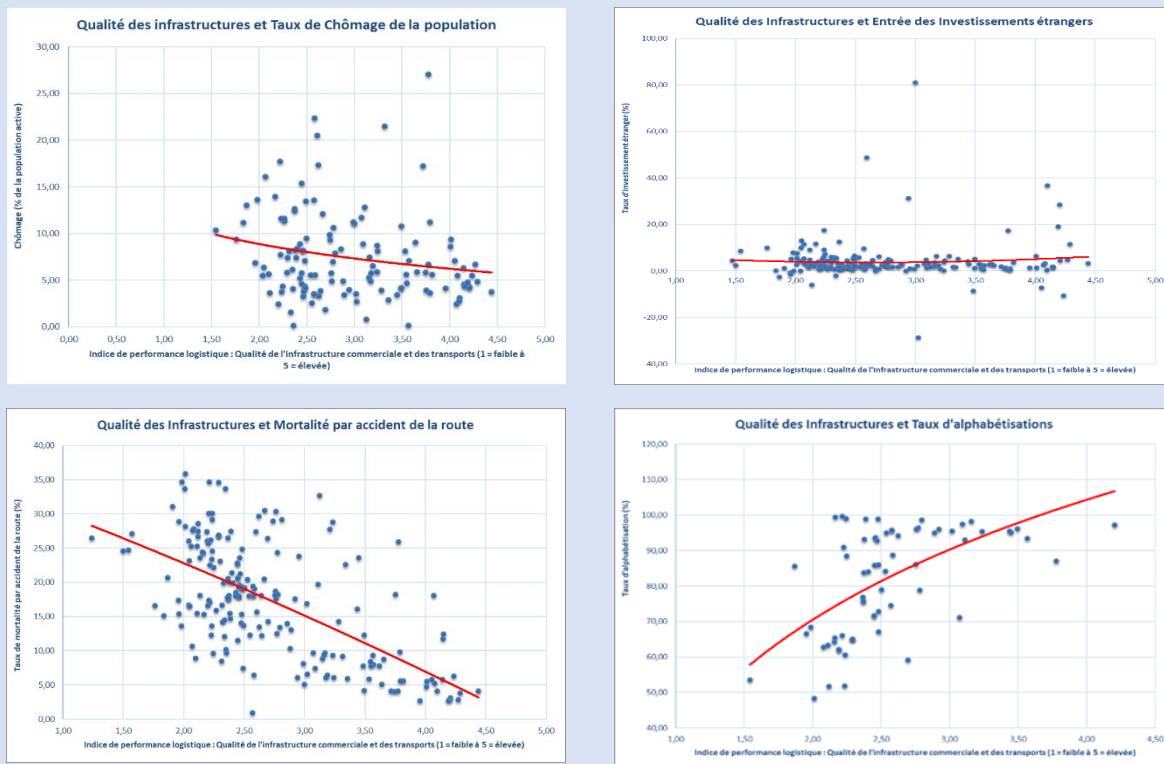 Qualité des infrastructures et Taux de Chômage de la population
30,00
25,00
20,00
15,00
10,00
5,00
0,00
Chômage (% de la population active)
0,00 0,50 1,00 1,50 2,00 2,50 3,00 3,50 4,00 4,50 5,00
Indice de performance logistique : Qualité de l'infrastructure commerciale et des transports (1 = faible à
5 = élevée)
Qualité des Infrastructures et Entrée des Investissements étrangers
100,00
80,00
60,00
40,00
20,00
0,00
-20,00
-40,00
Taux d'investissement étranger (%)
1,00 1,50 2,00 2,50 3,00 3,50 4,00 4,50 5,00
Indice de performance logistique : Qualité de l'infrastructure commerciale et des transports (1 = faible à 5 = élevée)
Qualité des Infrastructures et Mortalité par accident de la route
40,00
35,00
30,00
25,00
20,00
15,00
10,00
5,00
0,00
Taux de mortalité par accident de la route (%)
1,00 1,50 2,00 2,50 3,00 3,50 4,00 4,50 5,00
Indice de performance logistique : Qualité de l'infrastructure commerciale et des transports (1 = faible à 5 = élevée)
Qualité des Infrastructures et Taux d'alphabétisations
120,00
110,00
100,00
90,00
80,00
70,00
60,00
50,00
40,00
Taux d'alphabétisation (%)
1,00 1,50 2,00 2,50 3,00 3,50 4,00 4,50
Indice de performance logistique : Qualité de l'infrastructure commerciale et des transports (1 = faible à 5 = élevée)